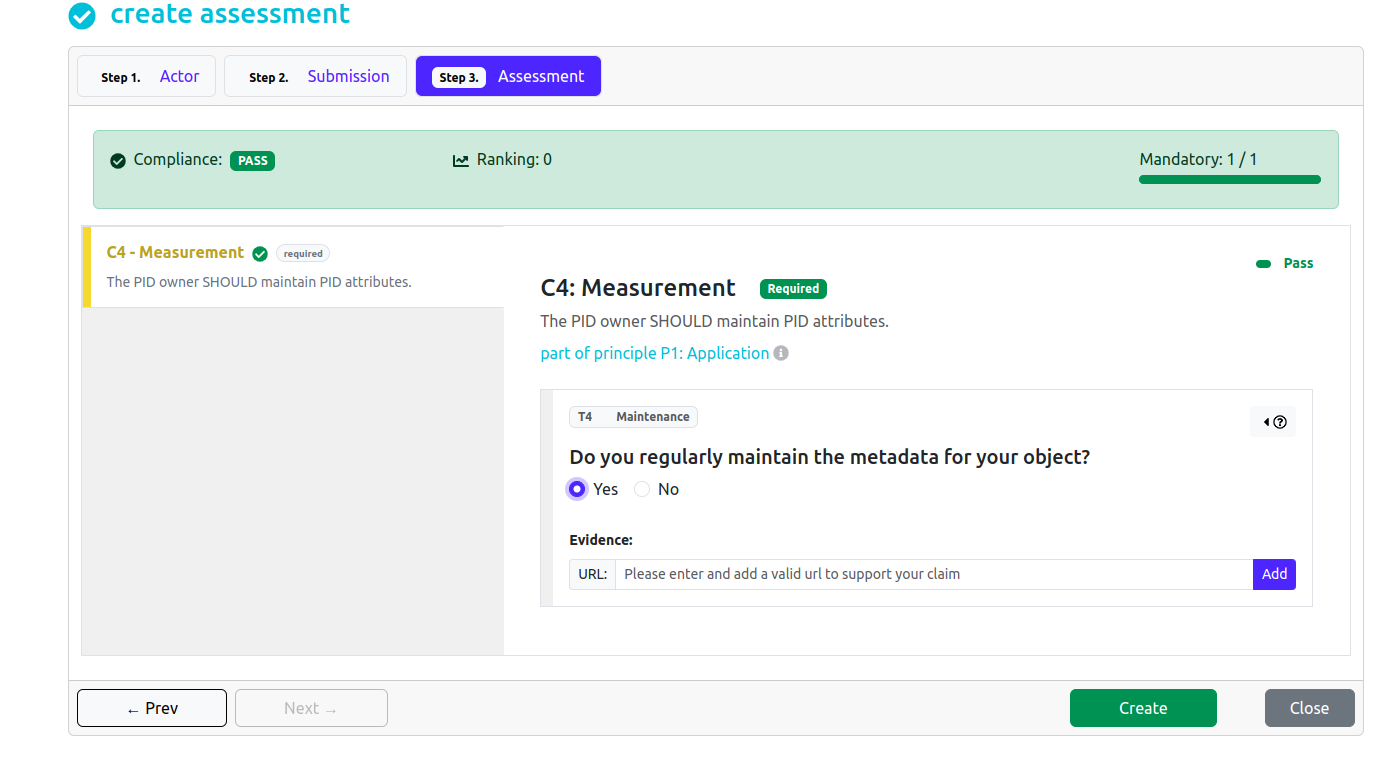 create assessment
Step 1. Actor Step 2. Submission Step 3. Assessment
Compliance: PASS Ranking: 0 Mandatory: 1 / 1
C4 - Measurement required
The PID owner SHOULD maintain PID attributes.
Pass
C4: Measurement Required
The PID owner SHOULD maintain PID attributes.
part of principle P1: Application
T4 Maintenance
Do you regularly maintain the metadata for your object?
Yes No
Evidence:
URL: Please enter and add a valid url to support your claim Add
← Prev Next → Create Close